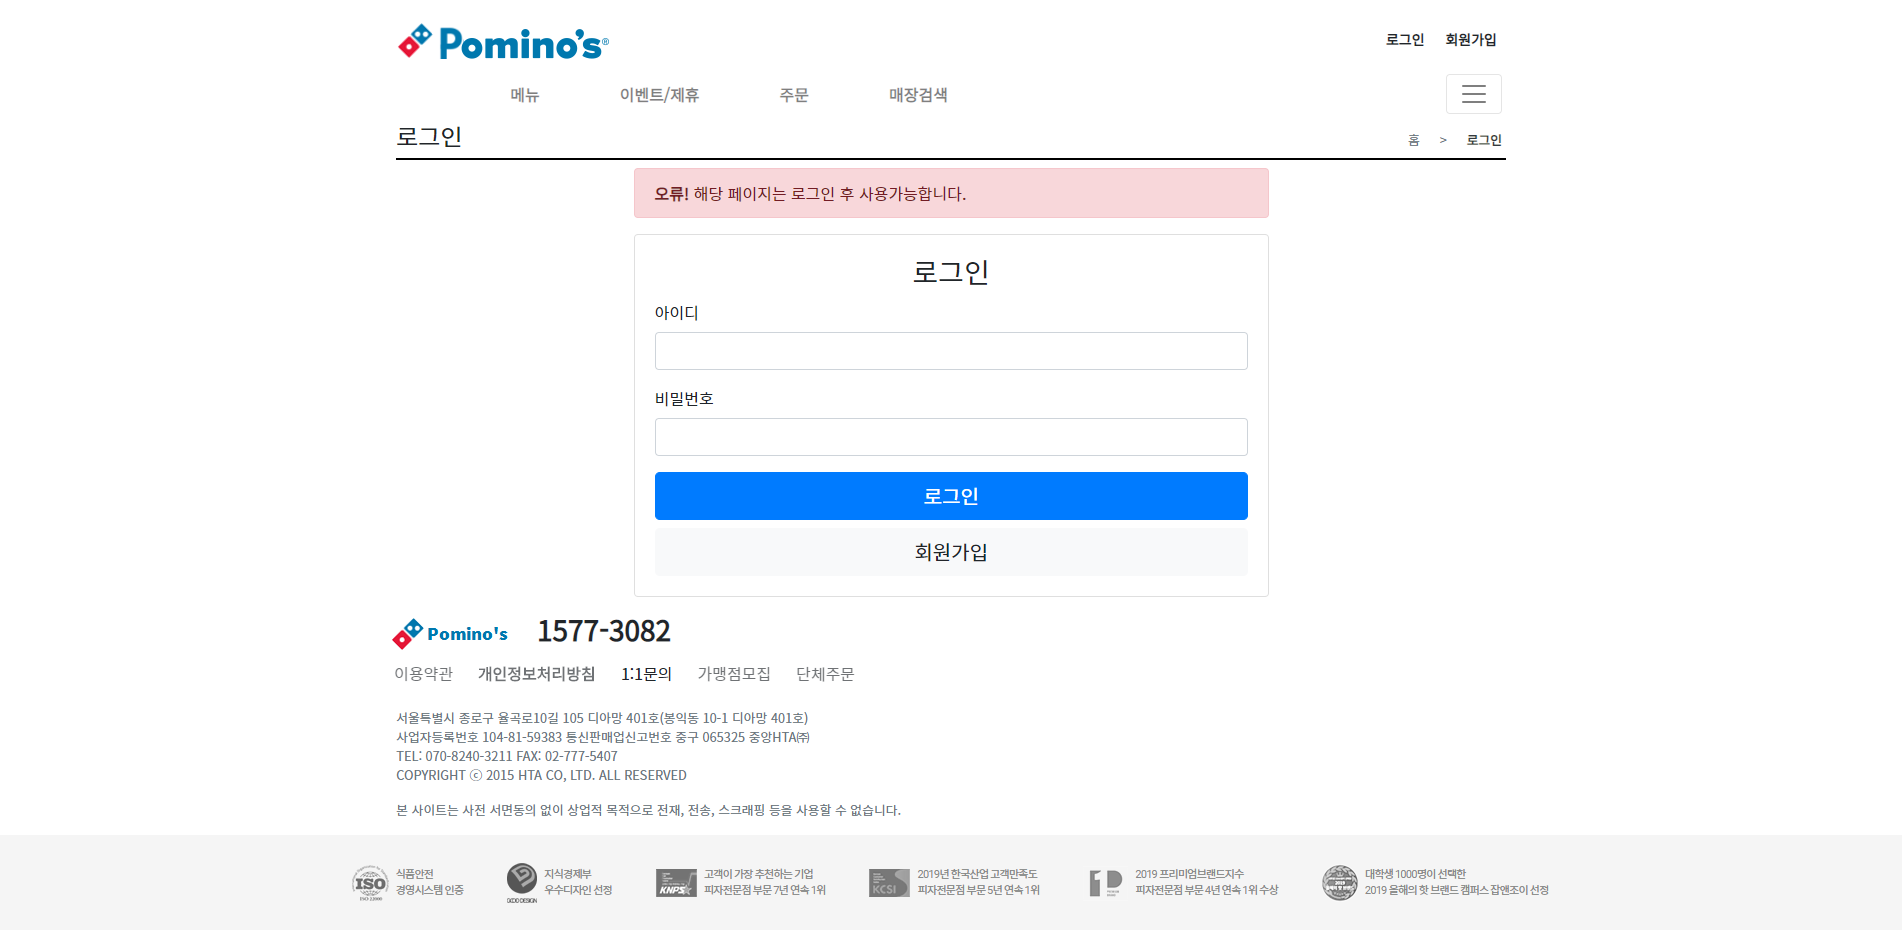 Pomino's®
로그인 회원가입
메뉴 이벤트/제휴 주문 매장검색
로그인
홈 > 로그인
오류! 해당 페이지는 로그인 후 사용가능합니다.
로그인
아이디
비밀번호
로그인
회원가입
Pomino's 1577-3082
이용약관 개인정보처리방침 1:1문의 가맹점모집 단체주문
서울특별시 종로구 율곡로10길 105 디아망 401호(봉익동 10-1 디아망 401호)
사업자등록번호 104-81-59383 통신판매업신고번호 중구 065325 중앙HTA㈜
TEL: 070-8240-3211 FAX: 02-777-5407
COPYRIGHT ⓒ 2015 HTA CO, LTD. ALL RESERVED
본 사이트는 사전 서면동의 없이 상업적 목적으로 전재, 전송, 스크래핑 등을 사용할 수 없습니다.
ISO
식품안전
경영시스템 인증
지식경제부
우수디자인 선정
KNPS
고객이 가장 추천하는 기업
피자전문점 부문 7년 연속 1위
KCSI
2019년 한국산업 고객만족도
피자전문점 부문 5년 연속 1위
2019 프리미엄브랜드지수
피자전문점 부문 4년 연속 1위 수상
2019
대학생 1000명이 선택한
2019 올해의 핫 브랜드 캠퍼스 잡앤조이 선정